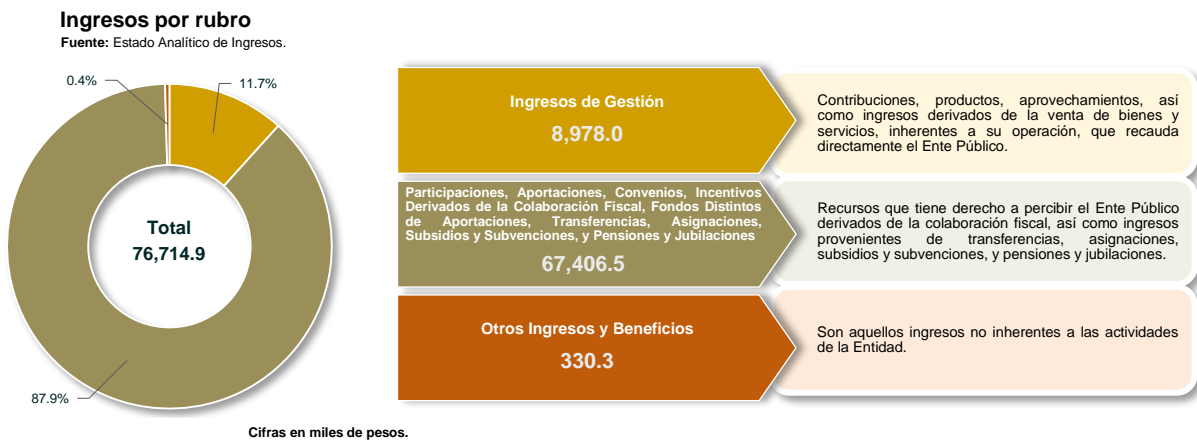 Ingresos por rubro
Fuente: Estado Analítico de Ingresos.
0.4%
11.7%
Total
76,714.9
87.9%
Ingresos de Gestión
8,978.0
Contribuciones, productos, aprovechamientos, así
como ingresos derivados de la venta de bienes y
servicios, inherentes a su operación, que recauda
directamente el Ente Público.
Participaciones, Aportaciones, Convenios, Incentivos
Derivados de la Colaboración Fiscal, Fondos Distintos
de Aportaciones, Transferencias, Asignaciones,
Subsidios y Subvenciones, y Pensiones y Jubilaciones
67,406.5
Recursos que tiene derecho a percibir el Ente Público
derivados de la colaboración fiscal, así como ingresos
provenientes de transferencias, asignaciones,
subsidios y subvenciones, y pensiones y jubilaciones.
Otros Ingresos y Beneficios
330.3
Son aquellos ingresos no inherentes a las actividades
de la Entidad.
Cifras en miles de pesos.